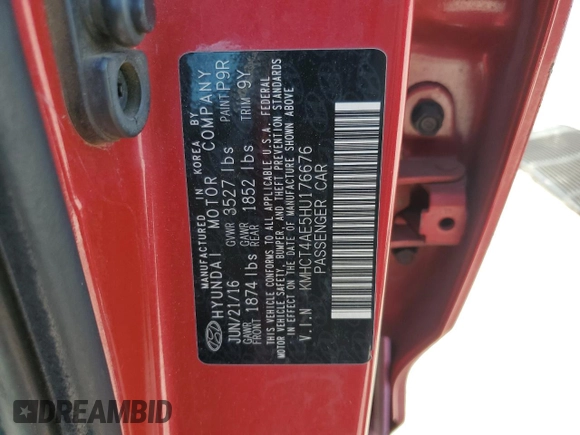 MANUFACTURED IN KOREA BY
HYUNDAI MOTOR COMPANY
JUN/21/16 GVWR 3527 lbs PAINT P9R
GAWR FRONT 1874 lbs GAWR REAR 1852 lbs TRIM 9Y
THIS VEHICLE CONFORMS TO ALL APPLICABLE U.S.A. FEDERAL
MOTOR VEHICLE SAFETY, BUMPER, AND THEFT PREVENTION STANDARDS
IN EFFECT ON THE DATE OF MANUFACTURE SHOWN ABOVE
V.I.N KMHCT4AE5HU176676
PASSENGER CAR
DREAMBID